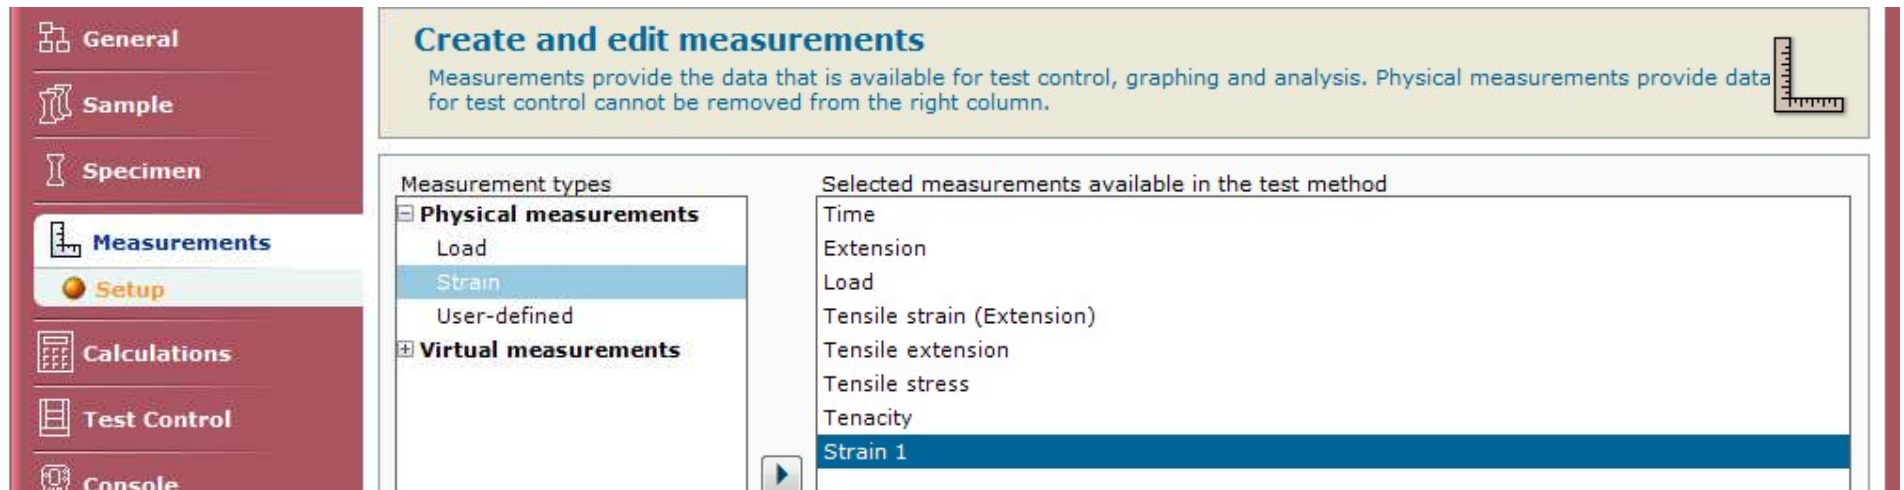 General
Sample
Specimen
Measurements
Setup
Calculations
Test Control
Console
Create and edit measurements
Measurements provide the data that is available for test control, graphing and analysis. Physical measurements provide data
for test control cannot be removed from the right column.
Measurement types
Physical measurements
Load
Strain
User-defined
Virtual measurements
Selected measurements available in the test method
Time
Extension
Load
Tensile strain (Extension)
Tensile extension
Tensile stress
Tenacity
Strain 1